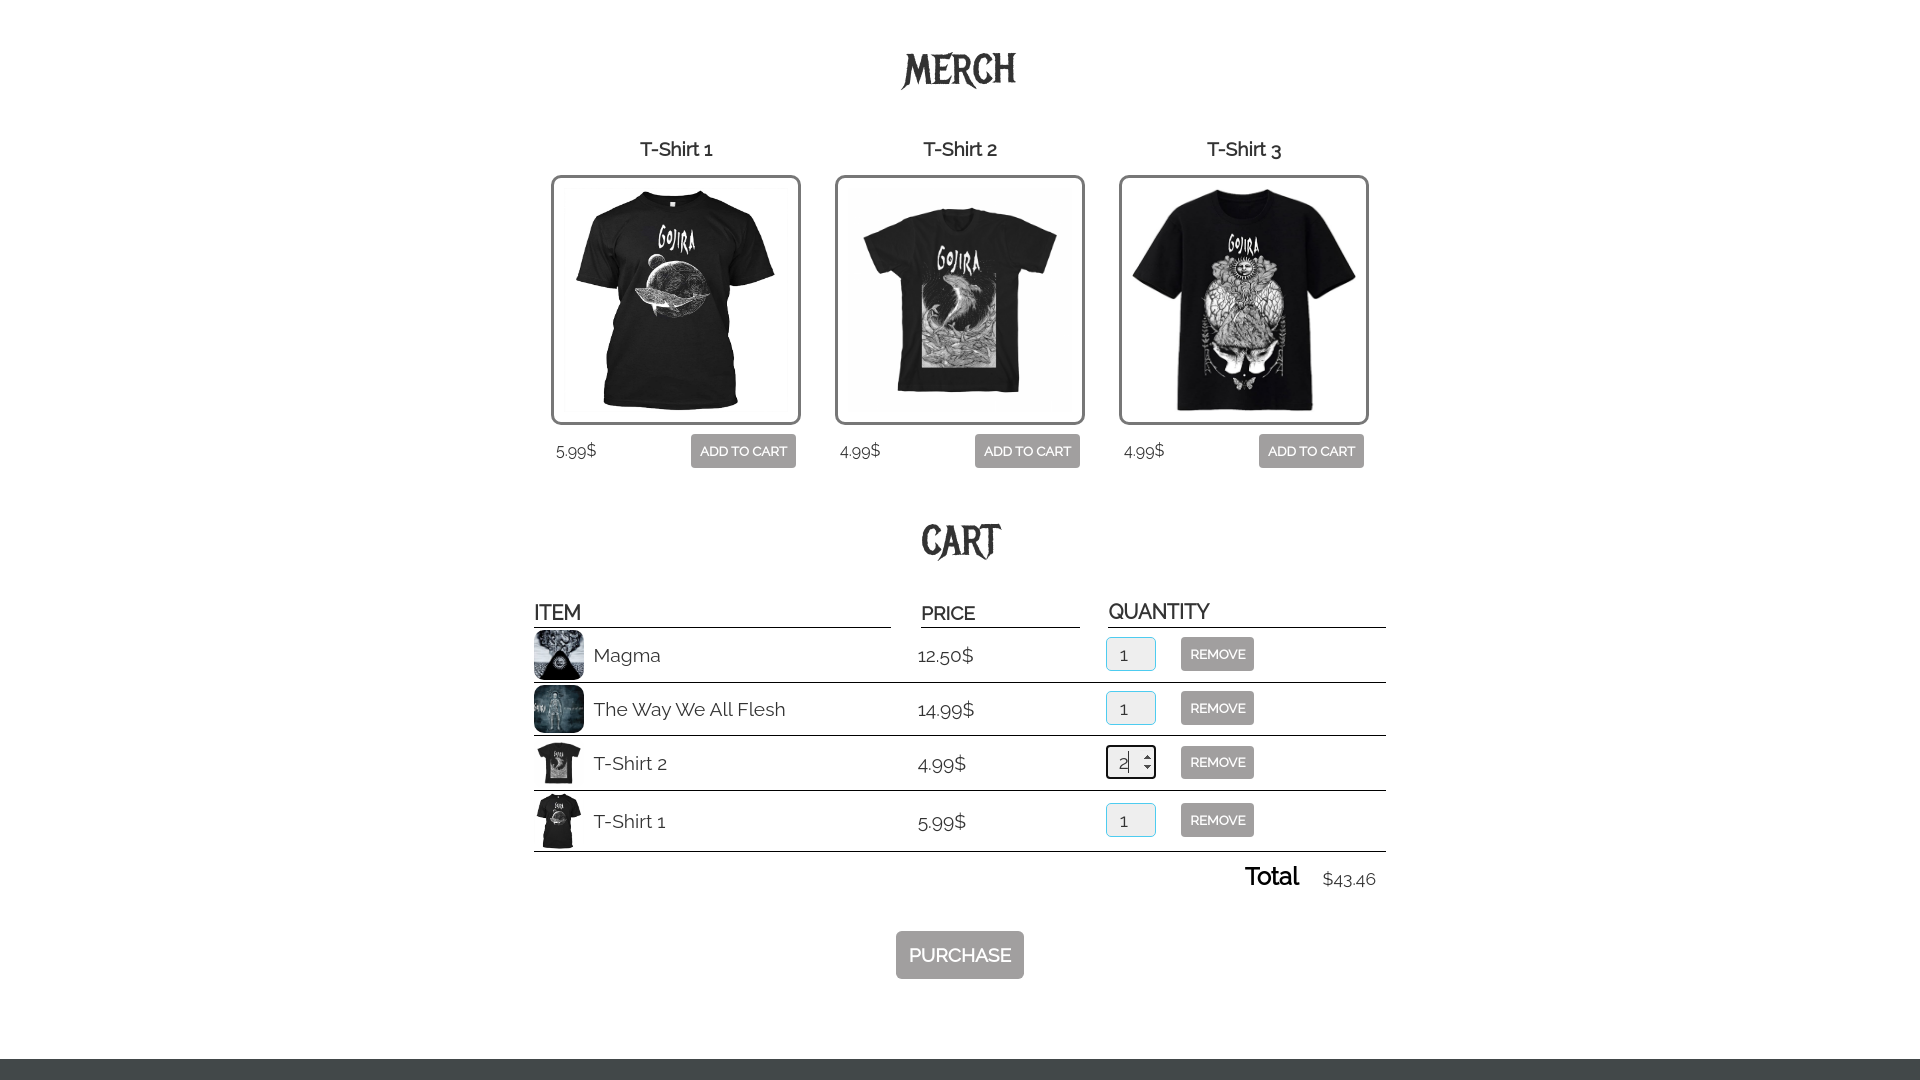 MERCH
T-Shirt 1
T-Shirt 2
T-Shirt 3
GOJIRA
GOJIRA
GOJIRA
5.99$
ADD TO CART
4.99$
ADD TO CART
4.99$
ADD TO CART
CART
ITEM PRICE QUANTITY
Magma 12.50$ 1 REMOVE
The Way We All Flesh 14.99$ 1 REMOVE
T-Shirt 2 4.99$ 2 REMOVE
T-Shirt 1 5.99$ 1 REMOVE
Total $43.46
PURCHASE